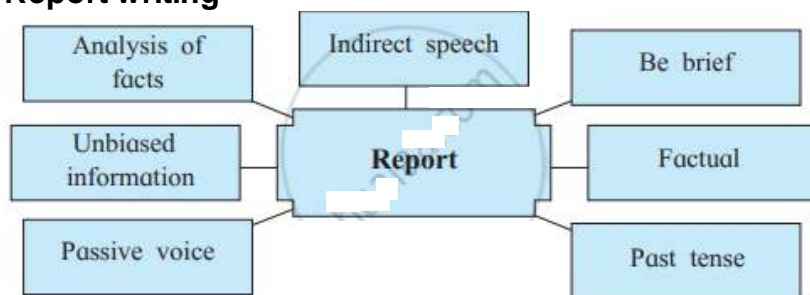 Report writing
Indirect speech
Analysis of
facts
Be brief
Unbiased
information
Report
Factual
Passive voice
Past tense